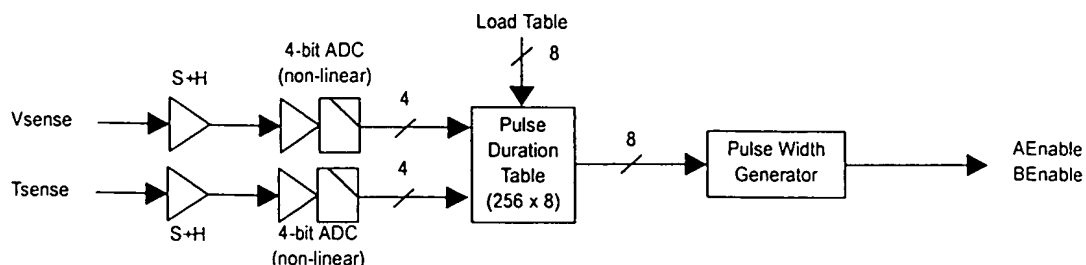 Load Table
8
4-bit ADC
(non-linear)
S+H
4
Vsense
Pulse
Duration
Table
(256 x 8)
8
Pulse Width
Generator
AEnable
BEnable
Tsense
4
S+H
4-bit ADC
(non-linear)